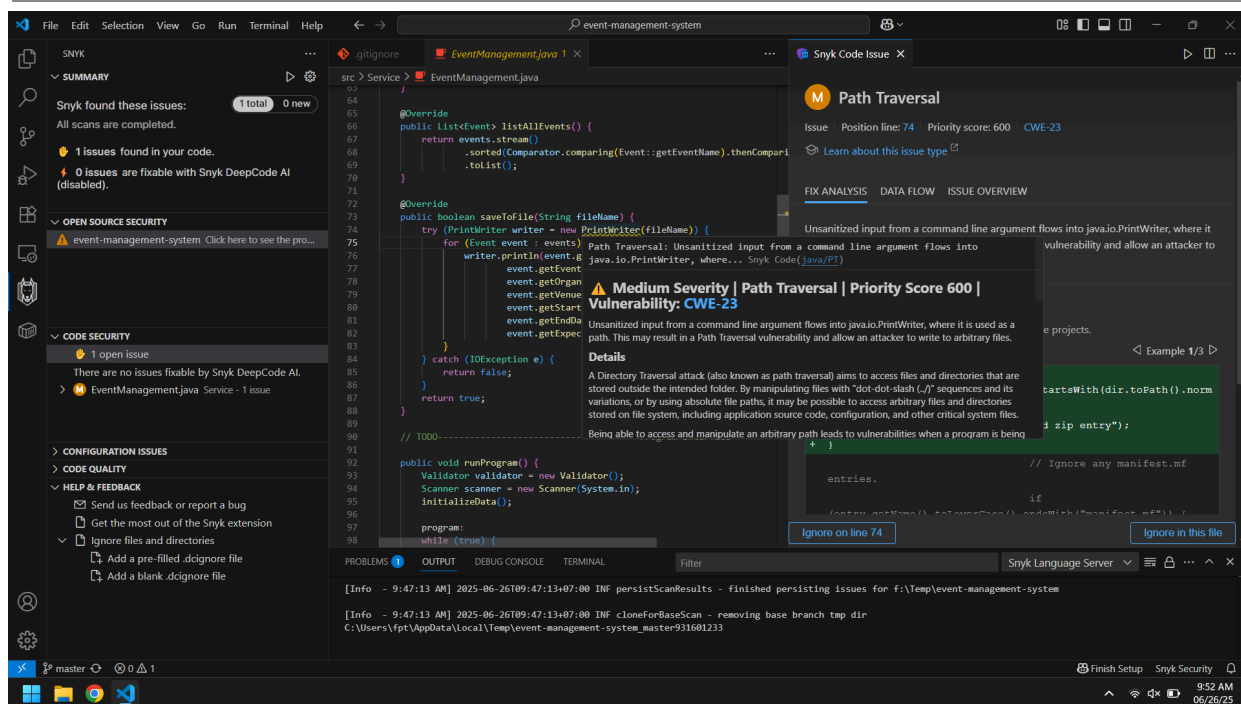 File Edit Selection View Go Run Terminal Help
event-management-system
SNYK
SUMMARY
Snyk found these issues:
1 total 0 new
All scans are completed.
1 issues found in your code.
0 issues are fixable with Snyk DeepCode AI
(disabled).
OPEN SOURCE SECURITY
event-management-system Click here to see the pro...
CODE SECURITY
1 open issue
There are no issues fixable by Snyk DeepCode AI.
EventManagement.java Service - 1 issue
CONFIGURATION ISSUES
CODE QUALITY
HELP & FEEDBACK
Send us feedback or report a bug
Get the most out of the Snyk extension
Ignore files and directories
Add a pre-filled .dcignore file
Add a blank .dcignore file
.gitignore
EventManagement.java 1
src > Service > EventManagement.java
63 }
64
65 @Override
66 public List<Event> listAllEvents() {
67 return events.stream()
68 .sorted(Comparator.comparing(Event::getEventName).thenCompari
69 .toList();
70 }
71
72 @Override
73 public boolean saveToFile(String fileName) {
74 try (PrintWriter writer = new PrintWriter(fileName)) {
75 for (Event event : events)
76 writer.println(event.g
77 event.getEvent
78 event.getOrgan
79 event.getVenue
80 event.getStart
81 event.getEndDa
82 event.getExpec
83 }
84 } catch (IOException e) {
85 return false;
86 }
87 return true;
88 }
89
90 // TODO
91
92 public void runProgram() {
93 Validator validator = new Validator();
94 Scanner scanner = new Scanner(System.in);
95 initializeData();
96
97 program:
98 while (true) {
Path Traversal: Unsanitized input from a command line argument flows into
java.io.PrintWriter, where... Snyk Code(java/PT)
Medium Severity | Path Traversal | Priority Score 600 |
Vulnerability: CWE-23
Unsanitized input from a command line argument flows into java.io.PrintWriter, where it is used as a
path. This may result in a Path Traversal vulnerability and allow an attacker to write to arbitrary files.
Details
A Directory Traversal attack (also known as path traversal) aims to access files and directories that are
stored outside the intended folder. By manipulating files with "dot-dot-slash (../)" sequences and its
variations, or by using absolute file paths, it may be possible to access arbitrary files and directories
stored on file system, including application source code, configuration, and other critical system files.
Being able to access and manipulate an arbitrary path leads to vulnerabilities when a program is being
Snyk Code Issue
M Path Traversal
Issue Position line: 74 Priority score: 600 CWE-23
Learn about this issue type
FIX ANALYSIS DATA FLOW ISSUE OVERVIEW
Unsanitized input from a command line argument flows into java.io.PrintWriter, where it
vulnerability and allow an attacker to
e projects.
Example 1/3
artsWith(dir.toPath().norm
d zip entry");
+ }
// Ignore any manifest.mf
entries.
if
(entry.getName().toLowerCase().endsWith("manifest.mf")) {
Ignore on line 74
Ignore in this file
PROBLEMS 1 OUTPUT DEBUG CONSOLE TERMINAL
Filter
Snyk Language Server
[Info - 9:47:13 AM] 2025-06-26T09:47:13+07:00 INF persistScanResults - finished persisting issues for f:\Temp\event-management-system
[Info - 9:47:13 AM] 2025-06-26T09:47:13+07:00 INF cloneForBaseScan - removing base branch tmp dir
C:\Users\fpt\AppData\Local\Temp\event-management-system_master931601233
master 0 1
Finish Setup Snyk Security
9:52 AM
06/26/25